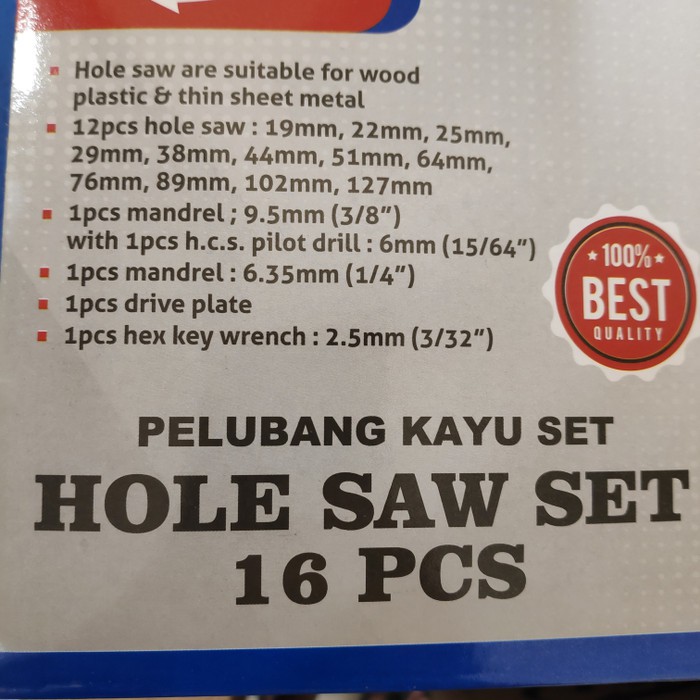 Hole saw are suitable for wood
plastic & thin sheet metal
12pcs hole saw : 19mm, 22mm, 25mm,
29mm, 38mm, 44mm, 51mm, 64mm,
76mm, 89mm, 102mm, 127mm
1pcs mandrel ; 9.5mm (3/8")
with 1pcs h.c.s. pilot drill : 6mm (15/64")
1pcs mandrel : 6.35mm (1/4")
1pcs drive plate
1pcs hex key wrench : 2.5mm (3/32")
100%
BEST
QUALITY
PELUBANG KAYU SET
HOLE SAW SET
16 PCS